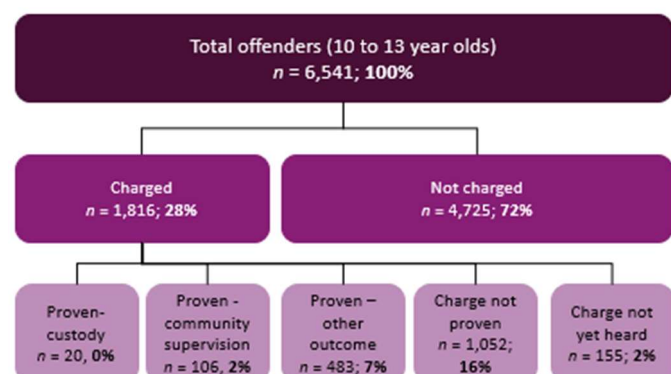 Total offenders (10 to 13 year olds)
n = 6,541; 100%
Charged
n = 1,816; 28%
Not charged
n = 4,725; 72%
Proven-
custody
n = 20, 0%
Proven -
community
supervision
n = 106, 2%
Proven –
other
outcome
n = 483; 7%
Charge not
proven
n = 1,052;
16%
Charge not
yet heard
n = 155; 2%